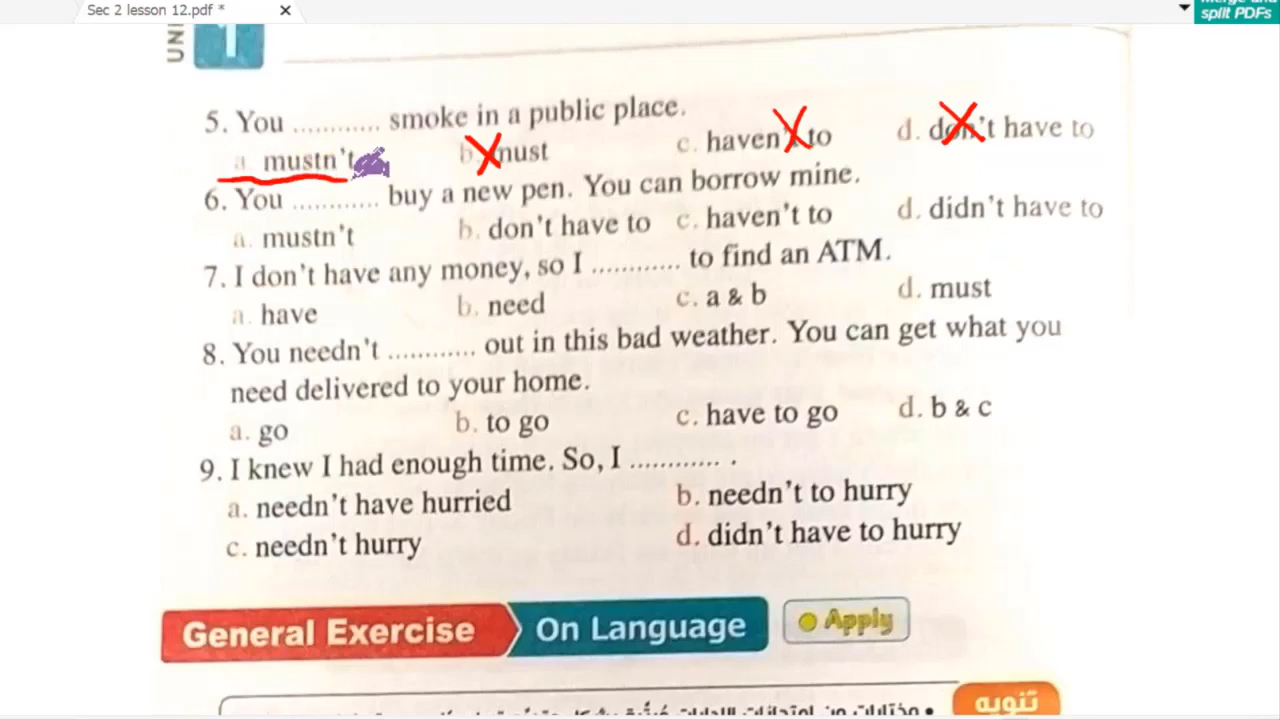 Sec 2 lesson 12.pdf *
split PDFs
UNI
1
5. You ............ smoke in a public place.
a. mustn't b. must c. haven't to d. don't have to
6. You ............ buy a new pen. You can borrow mine.
a. mustn't b. don't have to c. haven't to d. didn't have to
7. I don't have any money, so I ............ to find an ATM.
a. have b. need c. a & b d. must
8. You needn't ............ out in this bad weather. You can get what you
need delivered to your home.
a. go b. to go c. have to go d. b & c
9. I knew I had enough time. So, I ............ .
a. needn't have hurried b. needn't to hurry
c. needn't hurry d. didn't have to hurry
General Exercise On Language Apply
تنويه